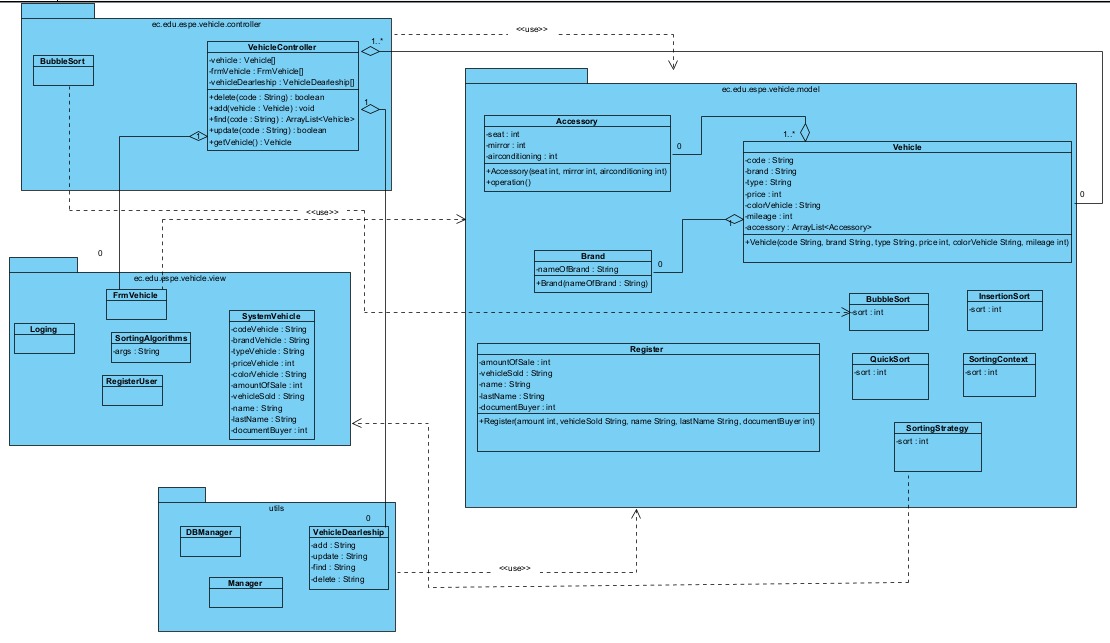 ec.edu.espe.vehicle.controller
BubbleSort
VehicleController
-vehicle : Vehicle[]
-frmVehicle : FrmVehicle[]
-vehicleDearleship : VehicleDearleship[]
+delete(code : String) : boolean
+add(vehicle : Vehicle) : void
+find(code : String) : ArrayList<Vehicle>
+update(code : String) : boolean
+getVehicle() : Vehicle
1..*
1
1
<<use>>
<<use>>
0
ec.edu.espe.vehicle.model
Accessory
-seat : int
-mirror : int
-airconditioning : int
+Accessory(seat int, mirror int, airconditioning int)
+operation()
0
1..*
Vehicle
-code : String
-brand : String
-type : String
-price : int
-colorVehicle : String
-mileage : int
-accessory : ArrayList<Accessory>
+Vehicle(code String, brand String, type String, price int, colorVehicle String, mileage int)
0
1
Brand
-nameOfBrand : String
+Brand(nameOfBrand : String)
0
BubbleSort
-sort : int
InsertionSort
-sort : int
QuickSort
-sort : int
SortingContext
-sort : int
SortingStrategy
-sort : int
Register
-amountOfSale : int
-vehicleSold : String
-name : String
-lastName : String
-documentBuyer : int
+Register(amount int, vehicleSold String, name String, lastName String, documentBuyer int)
ec.edu.espe.vehicle.view
FrmVehicle
Loging
SortingAlgorithms
-args : String
RegisterUser
SystemVehicle
-codeVehicle : String
-brandVehicle : String
-typeVehicle : String
-priceVehicle : int
-colorVehicle : String
-amountOfSale : int
-vehicleSold : String
-name : String
-lastName : String
-documentBuyer : int
utils
0
DBManager
Manager
VehicleDearleship
-add : String
-update : String
-find : String
-delete : String
<<use>>